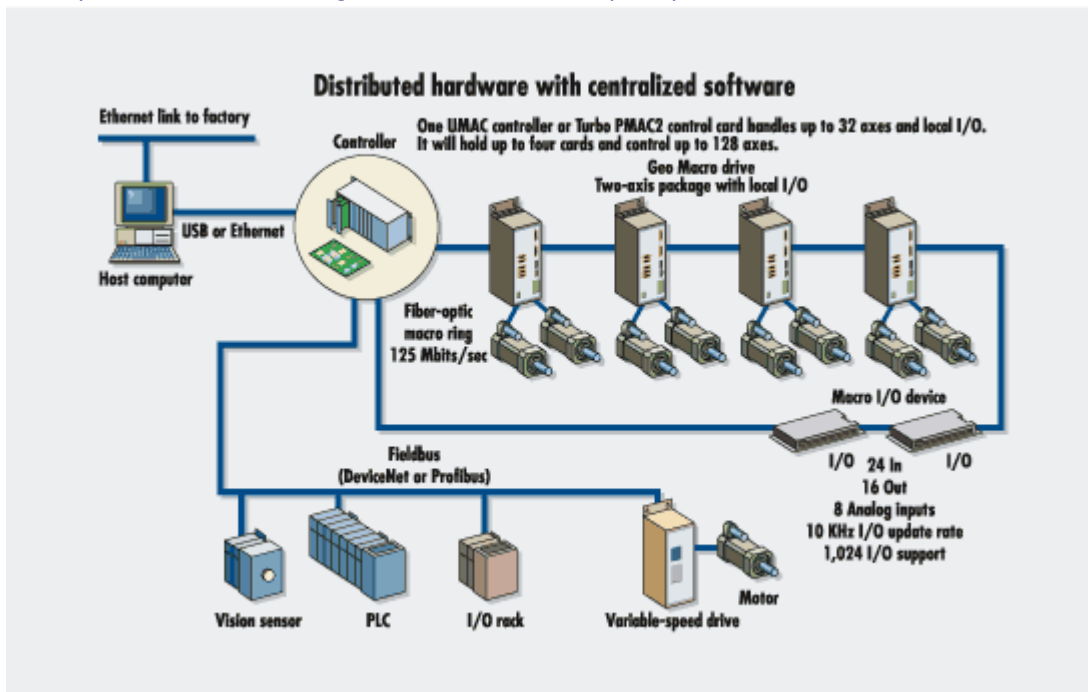 Distributed hardware with centralized software
Ethernet link to factory
One UMAC controller or Turbo PMAC2 control card handles up to 32 axes and local I/O.
It will hold up to four cards and control up to 128 axes.
Controller
Geo Macro drive
Two-axis package with local I/O
USB or Ethernet
Host computer
Fiber-optic
macro ring
125 Mbits/sec
Macro I/O device
I/O
I/O
24 In
16 Out
8 Analog inputs
10 KHz I/O update rate
1,024 I/O support
Fieldbus
(DeviceNet or Profibus)
Vision sensor
PLC
I/O rack
Variable-speed drive
Motor